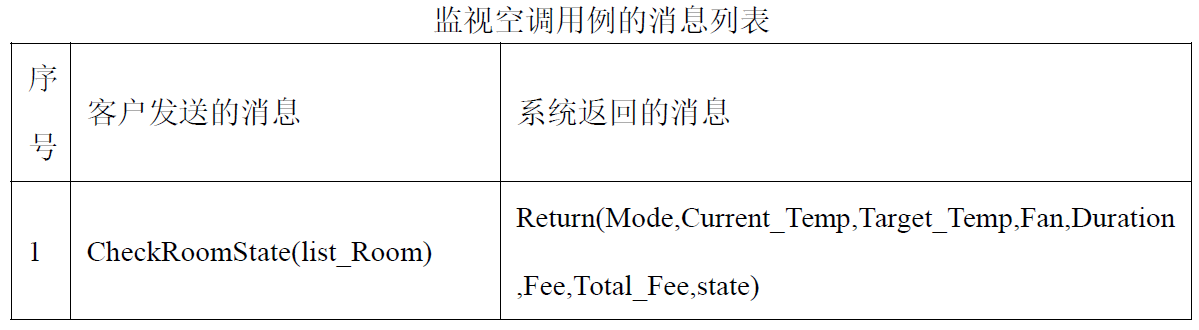 监视空调用例的消息列表
序号
客户发送的消息
系统返回的消息
1
CheckRoomState(list_Room)
Return(Mode,Current_Temp,Target_Temp,Fan,Duration
,Fee,Total_Fee,state)